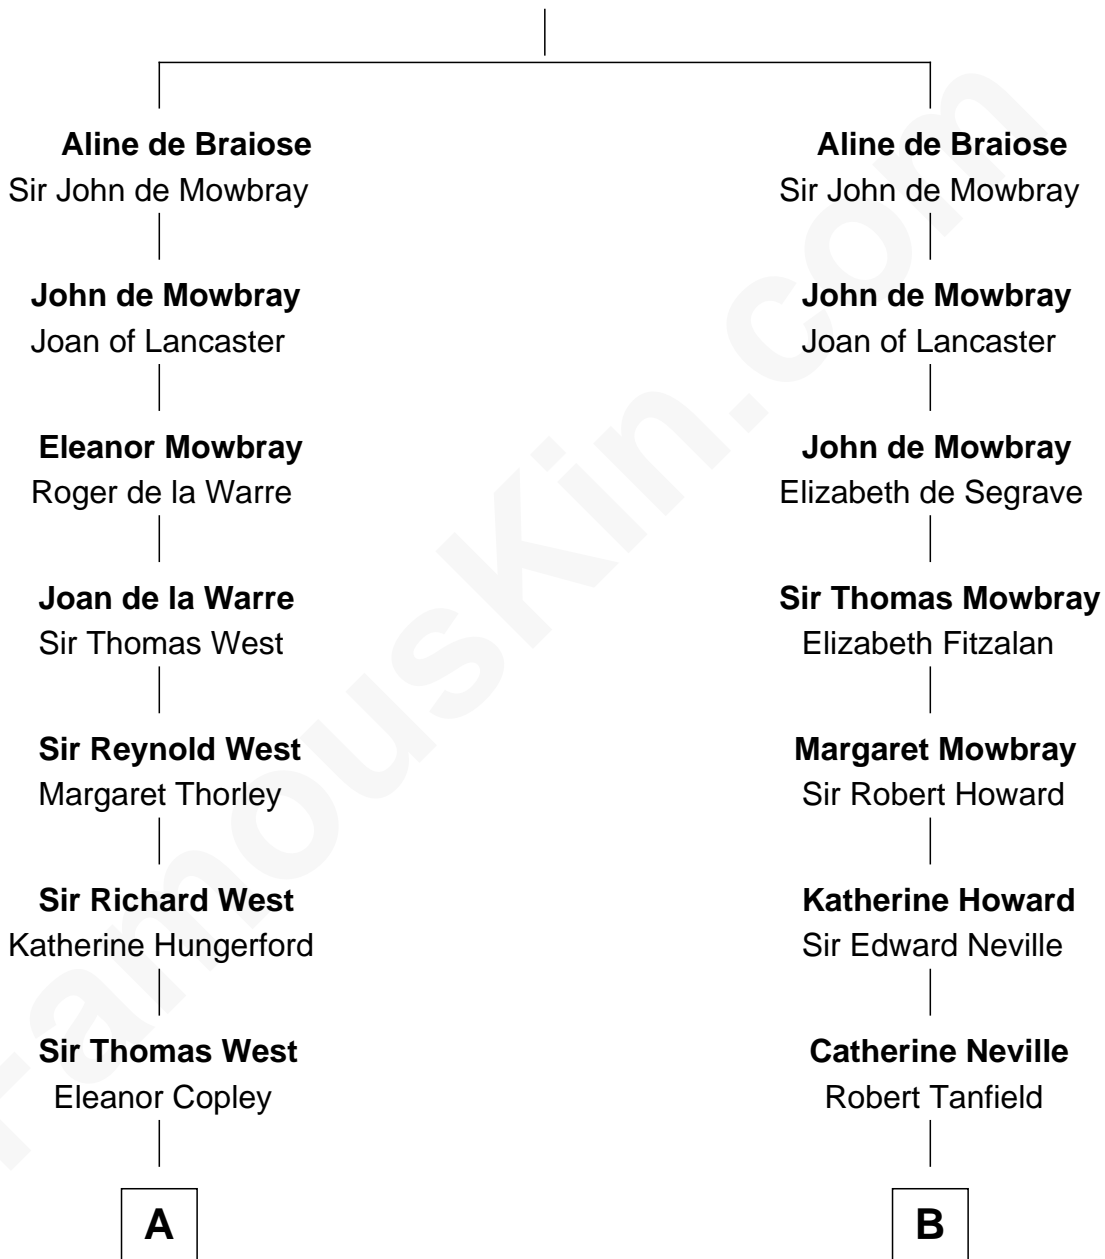 Aline de Braiose
Sir John de Mowbray
John de Mowbray
Joan of Lancaster
Eleanor Mowbray
Roger de la Warre
Joan de la Warre
Sir Thomas West
Sir Reynold West
Margaret Thorley
Sir Richard West
Katherine Hungerford
Sir Thomas West
Eleanor Copley
A
Aline de Braiose
Sir John de Mowbray
John de Mowbray
Joan of Lancaster
John de Mowbray
Elizabeth de Segrave
Sir Thomas Mowbray
Elizabeth Fitzalan
Margaret Mowbray
Sir Robert Howard
Katherine Howard
Sir Edward Neville
Catherine Neville
Robert Tanfield
B
FamousKin.com